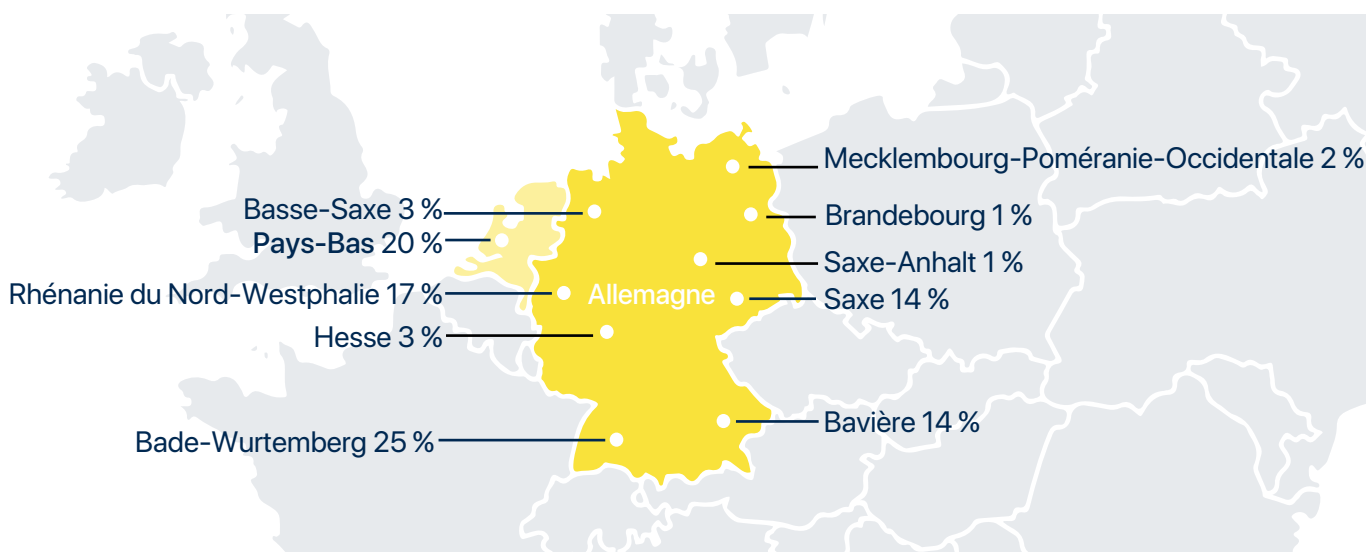 Basse-Saxe 3 %
Pays-Bas 20 %
Rhénanie du Nord-Westphalie 17 %
Hesse 3 %
Bade-Wurtemberg 25 %
Allemagne
Mecklembourg-Poméranie-Occidentale 2 %
Brandebourg 1 %
Saxe-Anhalt 1 %
Saxe 14 %
Bavière 14 %